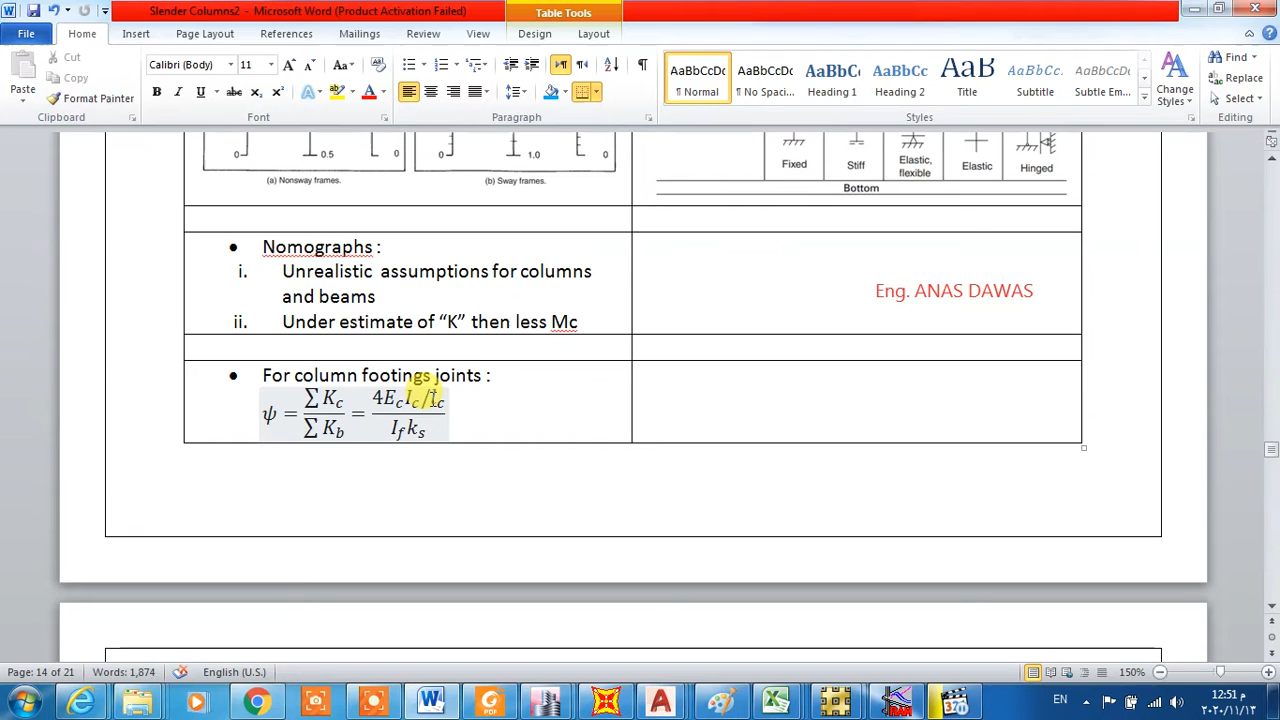 Slender Columns2 - Microsoft Word (Product Activation Failed)
Table Tools
File Home Insert Page Layout References Mailings Review View Design Layout
Paste
Cut
Copy
Format Painter
Clipboard
Calibri (Body) 11
Font
Paragraph
AaBbCcDc AaBbCcDc AaBbC AaBbCc AaB AaBbCc. AaBbCcDc
¶ Normal ¶ No Spaci... Heading 1 Heading 2 Title Subtitle Subtle Em...
Styles
Change Styles
Find
Replace
Select
Editing
0 0.5 0 0 1.0 0
Fixed Stiff Elastic, flexible Elastic Hinged
(a) Nonsway frames. (b) Sway frames.
Bottom
• Nomographs :
i. Unrealistic assumptions for columns
and beams
ii. Under estimate of “K” then less Mc
Eng. ANAS DAWAS
• For column footings joints :
ψ = ∑ K_c / ∑ K_b = 4E_c I_c/l_c / I_f k_s
Page: 14 of 21 Words: 1,874 English (U.S.) 150%
EN
12:51 م
٢٠٢٠/١١/١٣